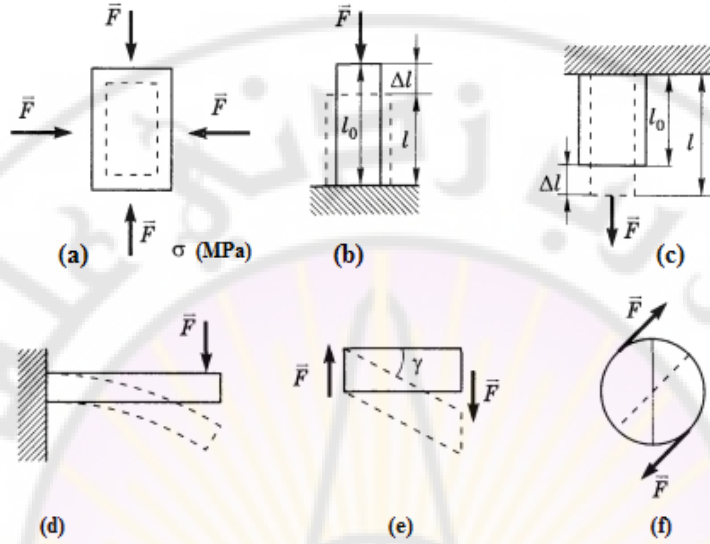 F⃗ F⃗
Δl
F⃗ F⃗ l₀ l l₀ l
Δl
F⃗ F⃗
(a) σ (MPa) (b) (c)
F⃗ F⃗
F⃗ γ F⃗
F⃗
(d) (e) (f)